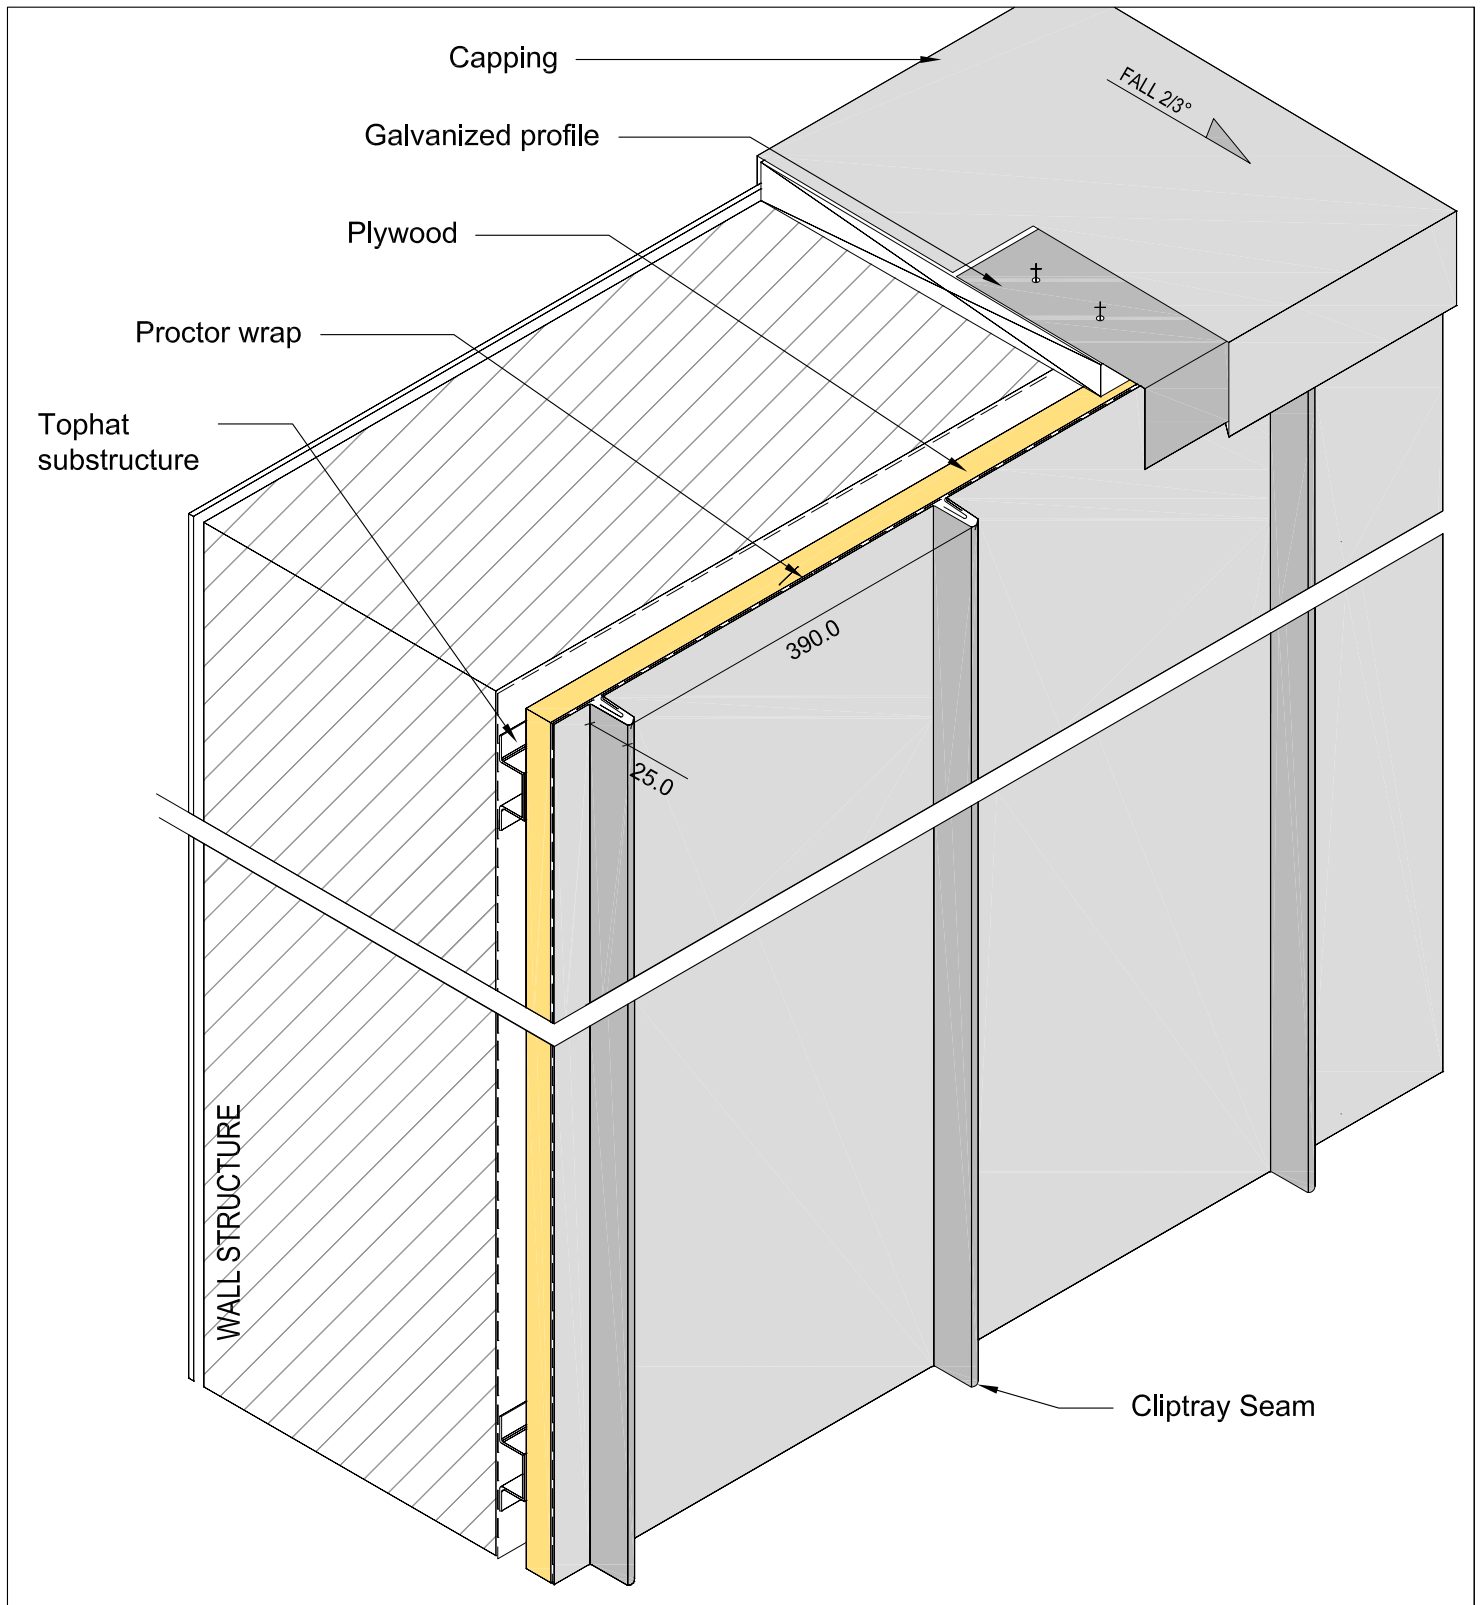 Capping
FALL 2/3°
Galvanized profile
Plywood
Proctor wrap
Tophat
substructure
390.0
25.0
WALL STRUCTURE
Cliptray Seam